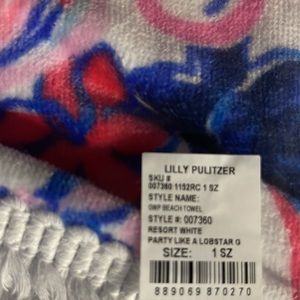 LILLY PULITZER
SKU #
007360 1152RC 1 SZ
STYLE NAME:
GWP BEACH TOWEL
STYLE #: 007360
RESORT WHITE
PARTY LIKE A LOBSTAR G
SIZE: 1 SZ
889069 870270